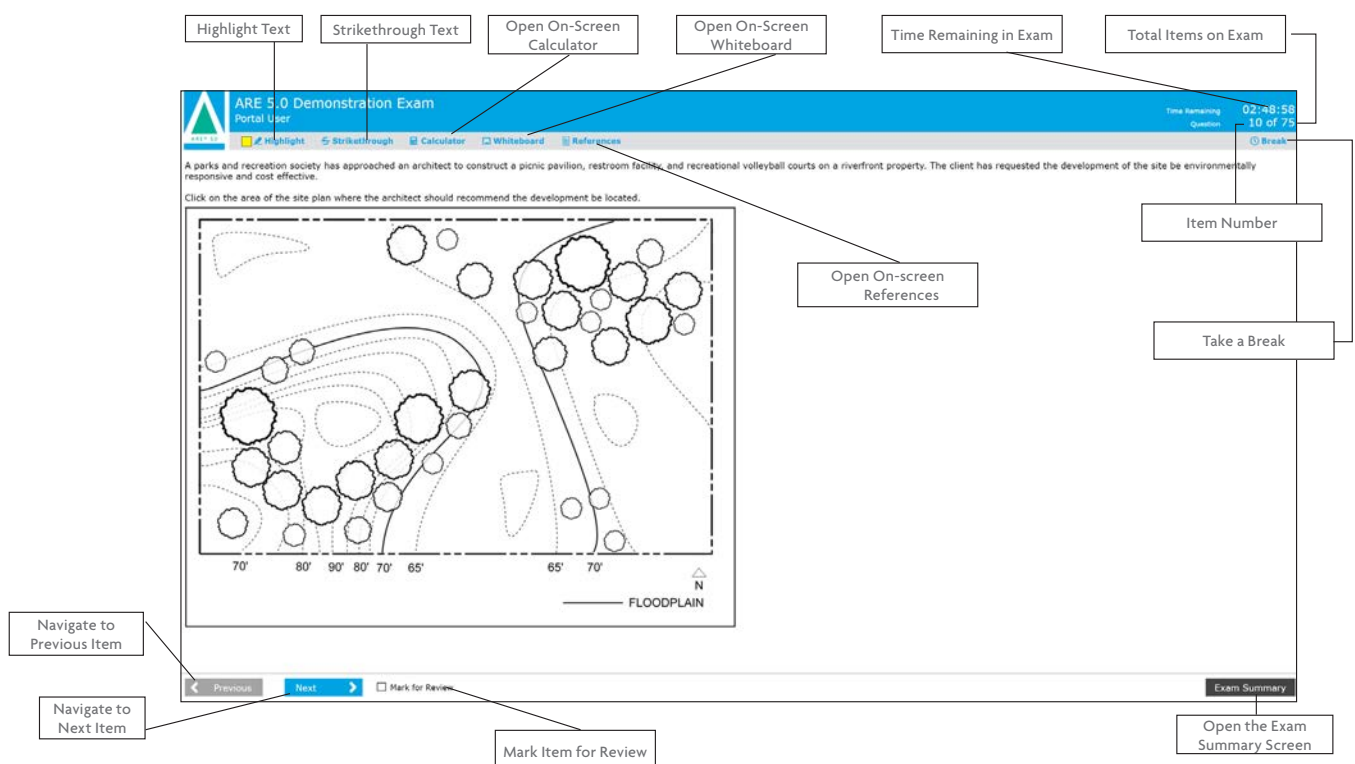 Highlight Text
Strikethrough Text
Open On-Screen
Calculator
Open On-Screen
Whiteboard
Time Remaining in Exam
Total Items on Exam
ARE 5.0 Demonstration Exam
Portal User
Time Remaining
02:48:58
Question
10 of 75
ARE® 5.0
Highlight
Strikethrough
Calculator
Whiteboard
References
Break
A parks and recreation society has approached an architect to construct a picnic pavilion, restroom facility, and recreational volleyball courts on a riverfront property. The client has requested the development of the site be environmentally
responsive and cost effective.
Click on the area of the site plan where the architect should recommend the development be located.
Item Number
Open On-screen
References
Take a Break
70' 80' 90' 80' 70' 65' 65' 70'
N
FLOODPLAIN
Navigate to
Previous Item
Previous
Next
Mark for Review
Exam Summary
Navigate to
Next Item
Mark Item for Review
Open the Exam
Summary Screen